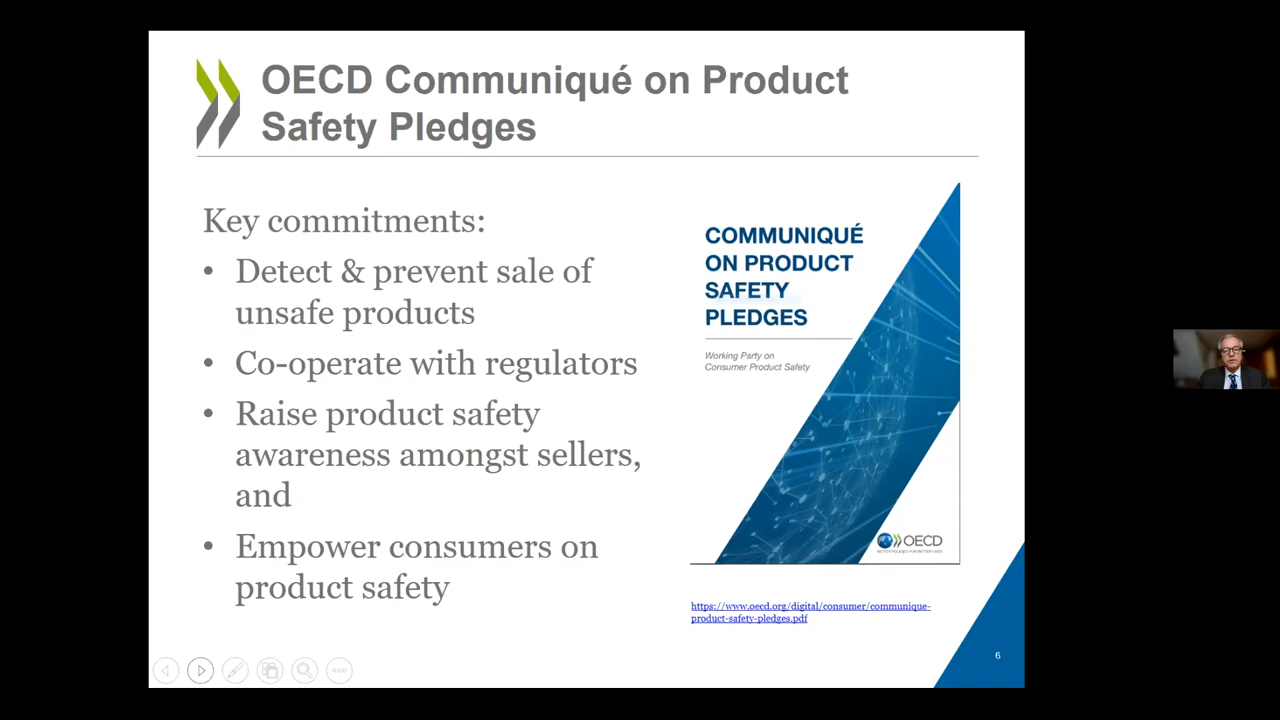 OECD Communiqué on Product
Safety Pledges
Key commitments:
• Detect & prevent sale of
unsafe products
• Co-operate with regulators
• Raise product safety
awareness amongst sellers,
and
• Empower consumers on
product safety
COMMUNIQUÉ
ON PRODUCT
SAFETY
PLEDGES
Working Party on
Consumer Product Safety
OECD
BETTER POLICIES FOR BETTER LIVES
https://www.oecd.org/digital/consumer/communique-
product-safety-pledges.pdf
6